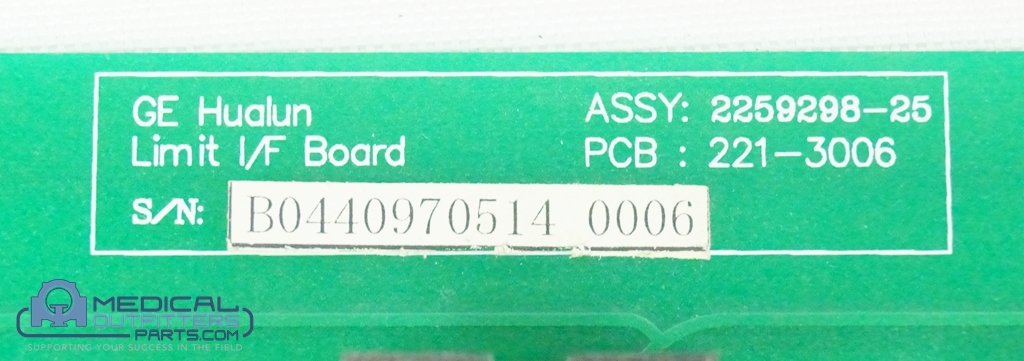 GE Hualun
Limit I/F Board
ASSY: 2259298-25
PCB : 221-3006
S/N: B0440970514 0006
MEDICAL
OUTFITTERS
PARTS.COM
SUPPORTING YOUR SUCCESS IN THE FIELD